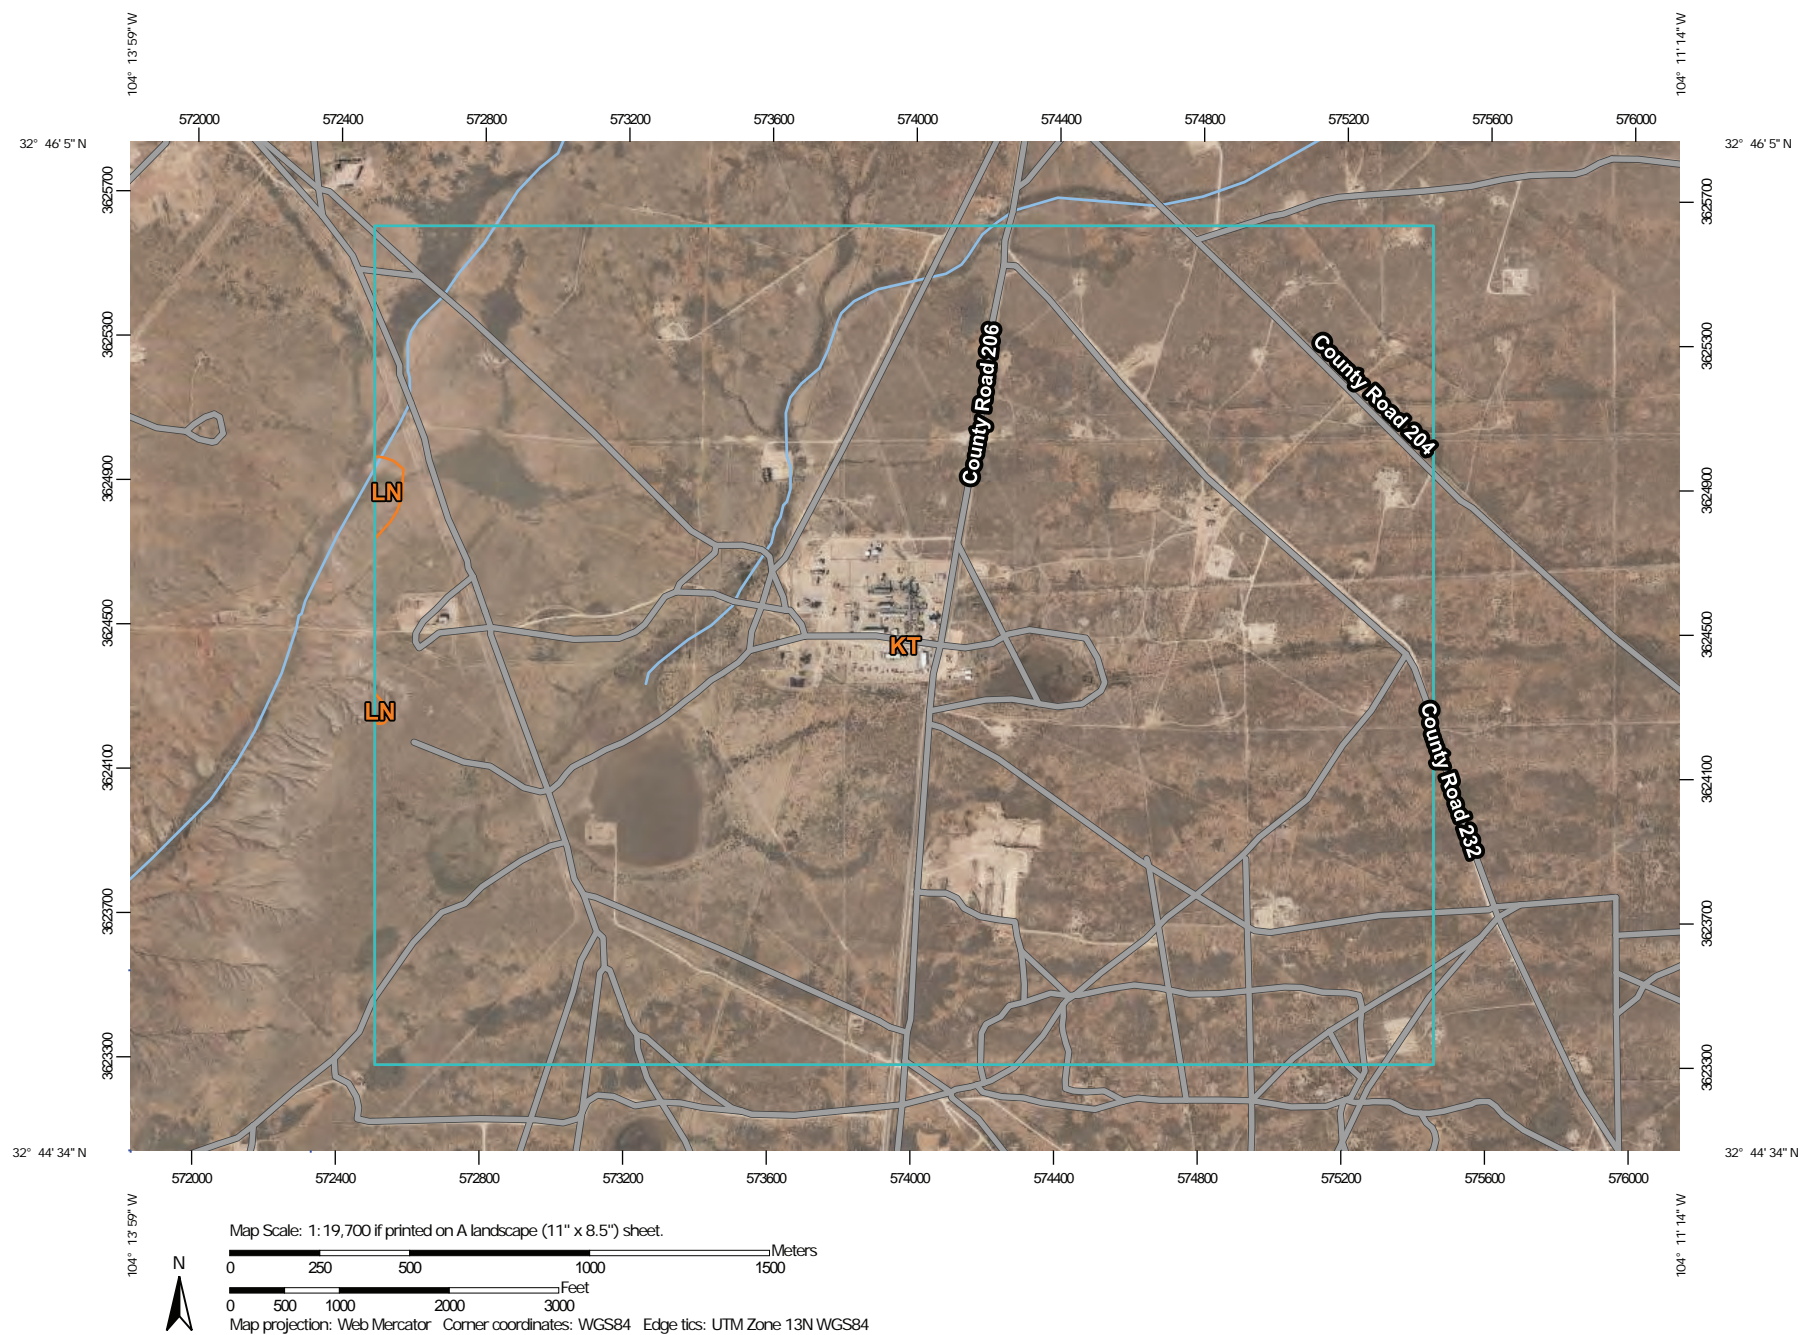 104° 13' 59" W
104° 11' 14" W
572000 572400 572800 573200 573600 574000 574400 574800 575200 575600 576000
32° 46' 5" N
32° 46' 5" N
3625700
3625700
County Road 206
3625300
County Road 204
3625300
3624900
LN
3624900
3624500
KT
3624500
LN
County Road 232
3624100
3624100
3623700
3623700
3623300
3623300
32° 44' 34" N
32° 44' 34" N
572000 572400 572800 573200 573600 574000 574400 574800 575200 575600 576000
104° 13' 59" W
104° 11' 14" W
Map Scale: 1:19,700 if printed on A landscape (11" x 8.5") sheet.
Meters
N
0 250 500 1000 1500
Feet
0 500 1000 2000 3000
Map projection: Web Mercator Corner coordinates: WGS84 Edge tics: UTM Zone 13N WGS84